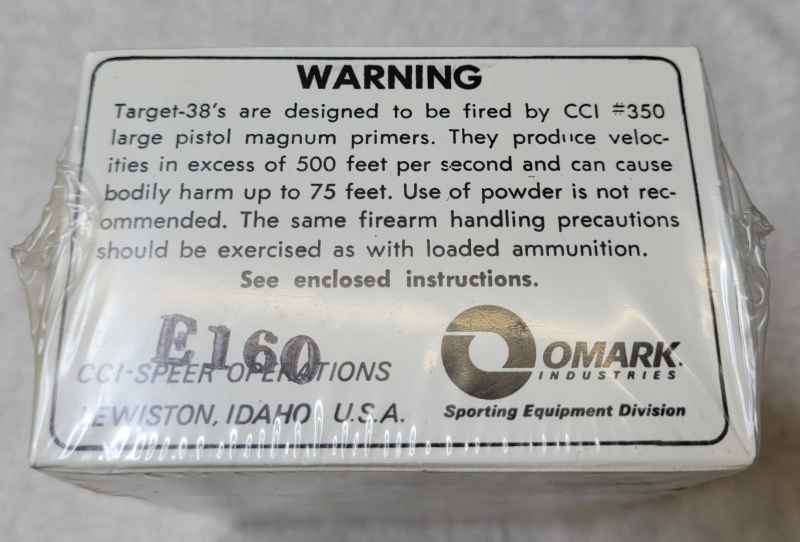 WARNING
Target-38's are designed to be fired by CCI #350
large pistol magnum primers. They produce veloc-
ities in excess of 500 feet per second and can cause
bodily harm up to 75 feet. Use of powder is not rec-
ommended. The same firearm handling precautions
should be exercised as with loaded ammunition.
See enclosed instructions.
E160
CCI-SPEER OPERATIONS
LEWISTON, IDAHO U.S.A.
OMARK.
INDUSTRIES
Sporting Equipment Division